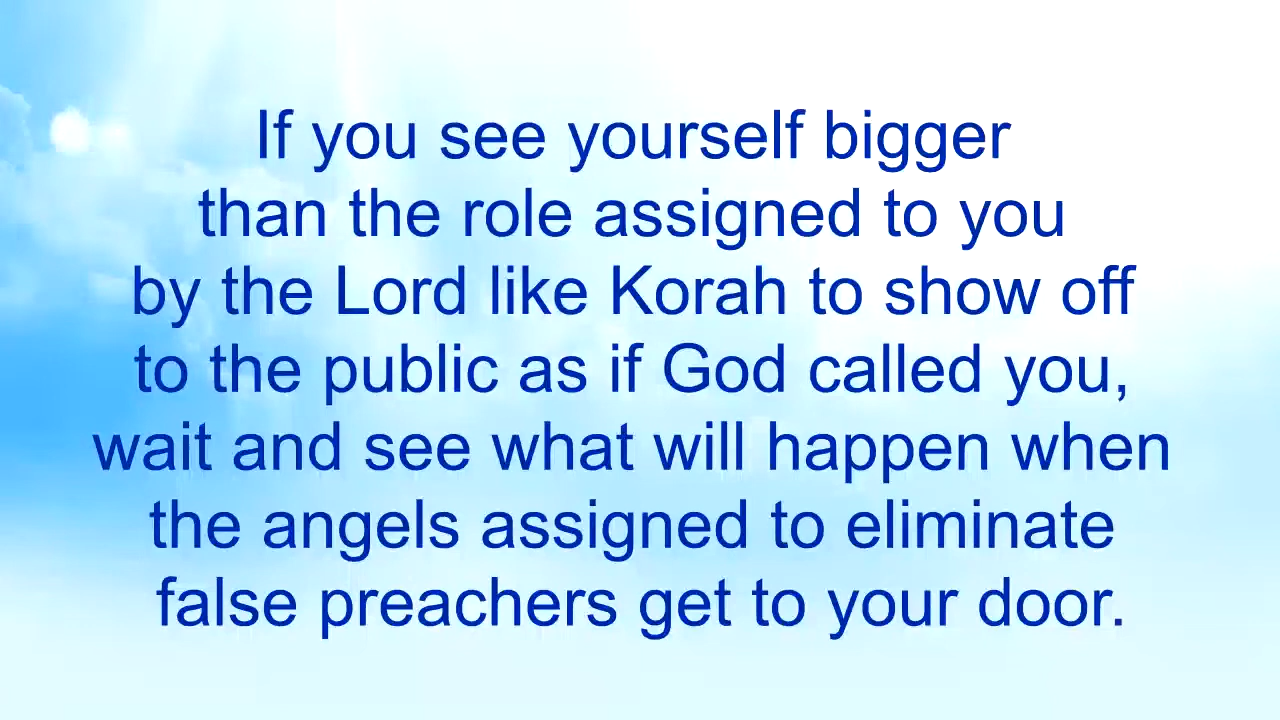 If you see yourself bigger
than the role assigned to you
by the Lord like Korah to show off
to the public as if God called you,
wait and see what will happen when
the angels assigned to eliminate
false preachers get to your door.